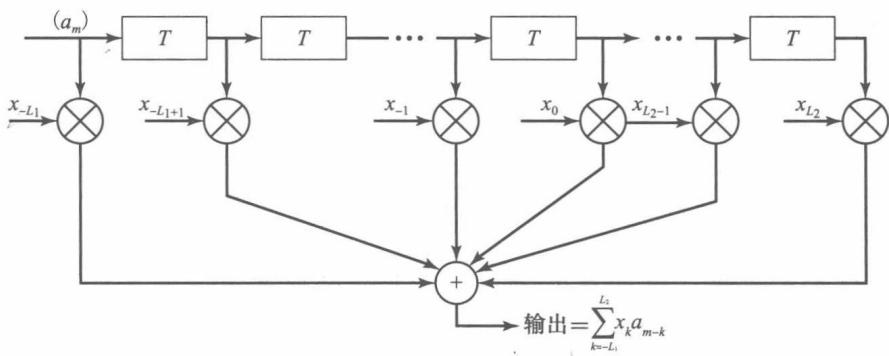 (a_m)
T T ··· T ··· T
x_{-L_1} x_{-L_1+1} x_{-1} x_0 x_{L_2-1} x_{L_2}
+
输出=\sum_{k=-L_1}^{L_2} x_k a_{m-k}